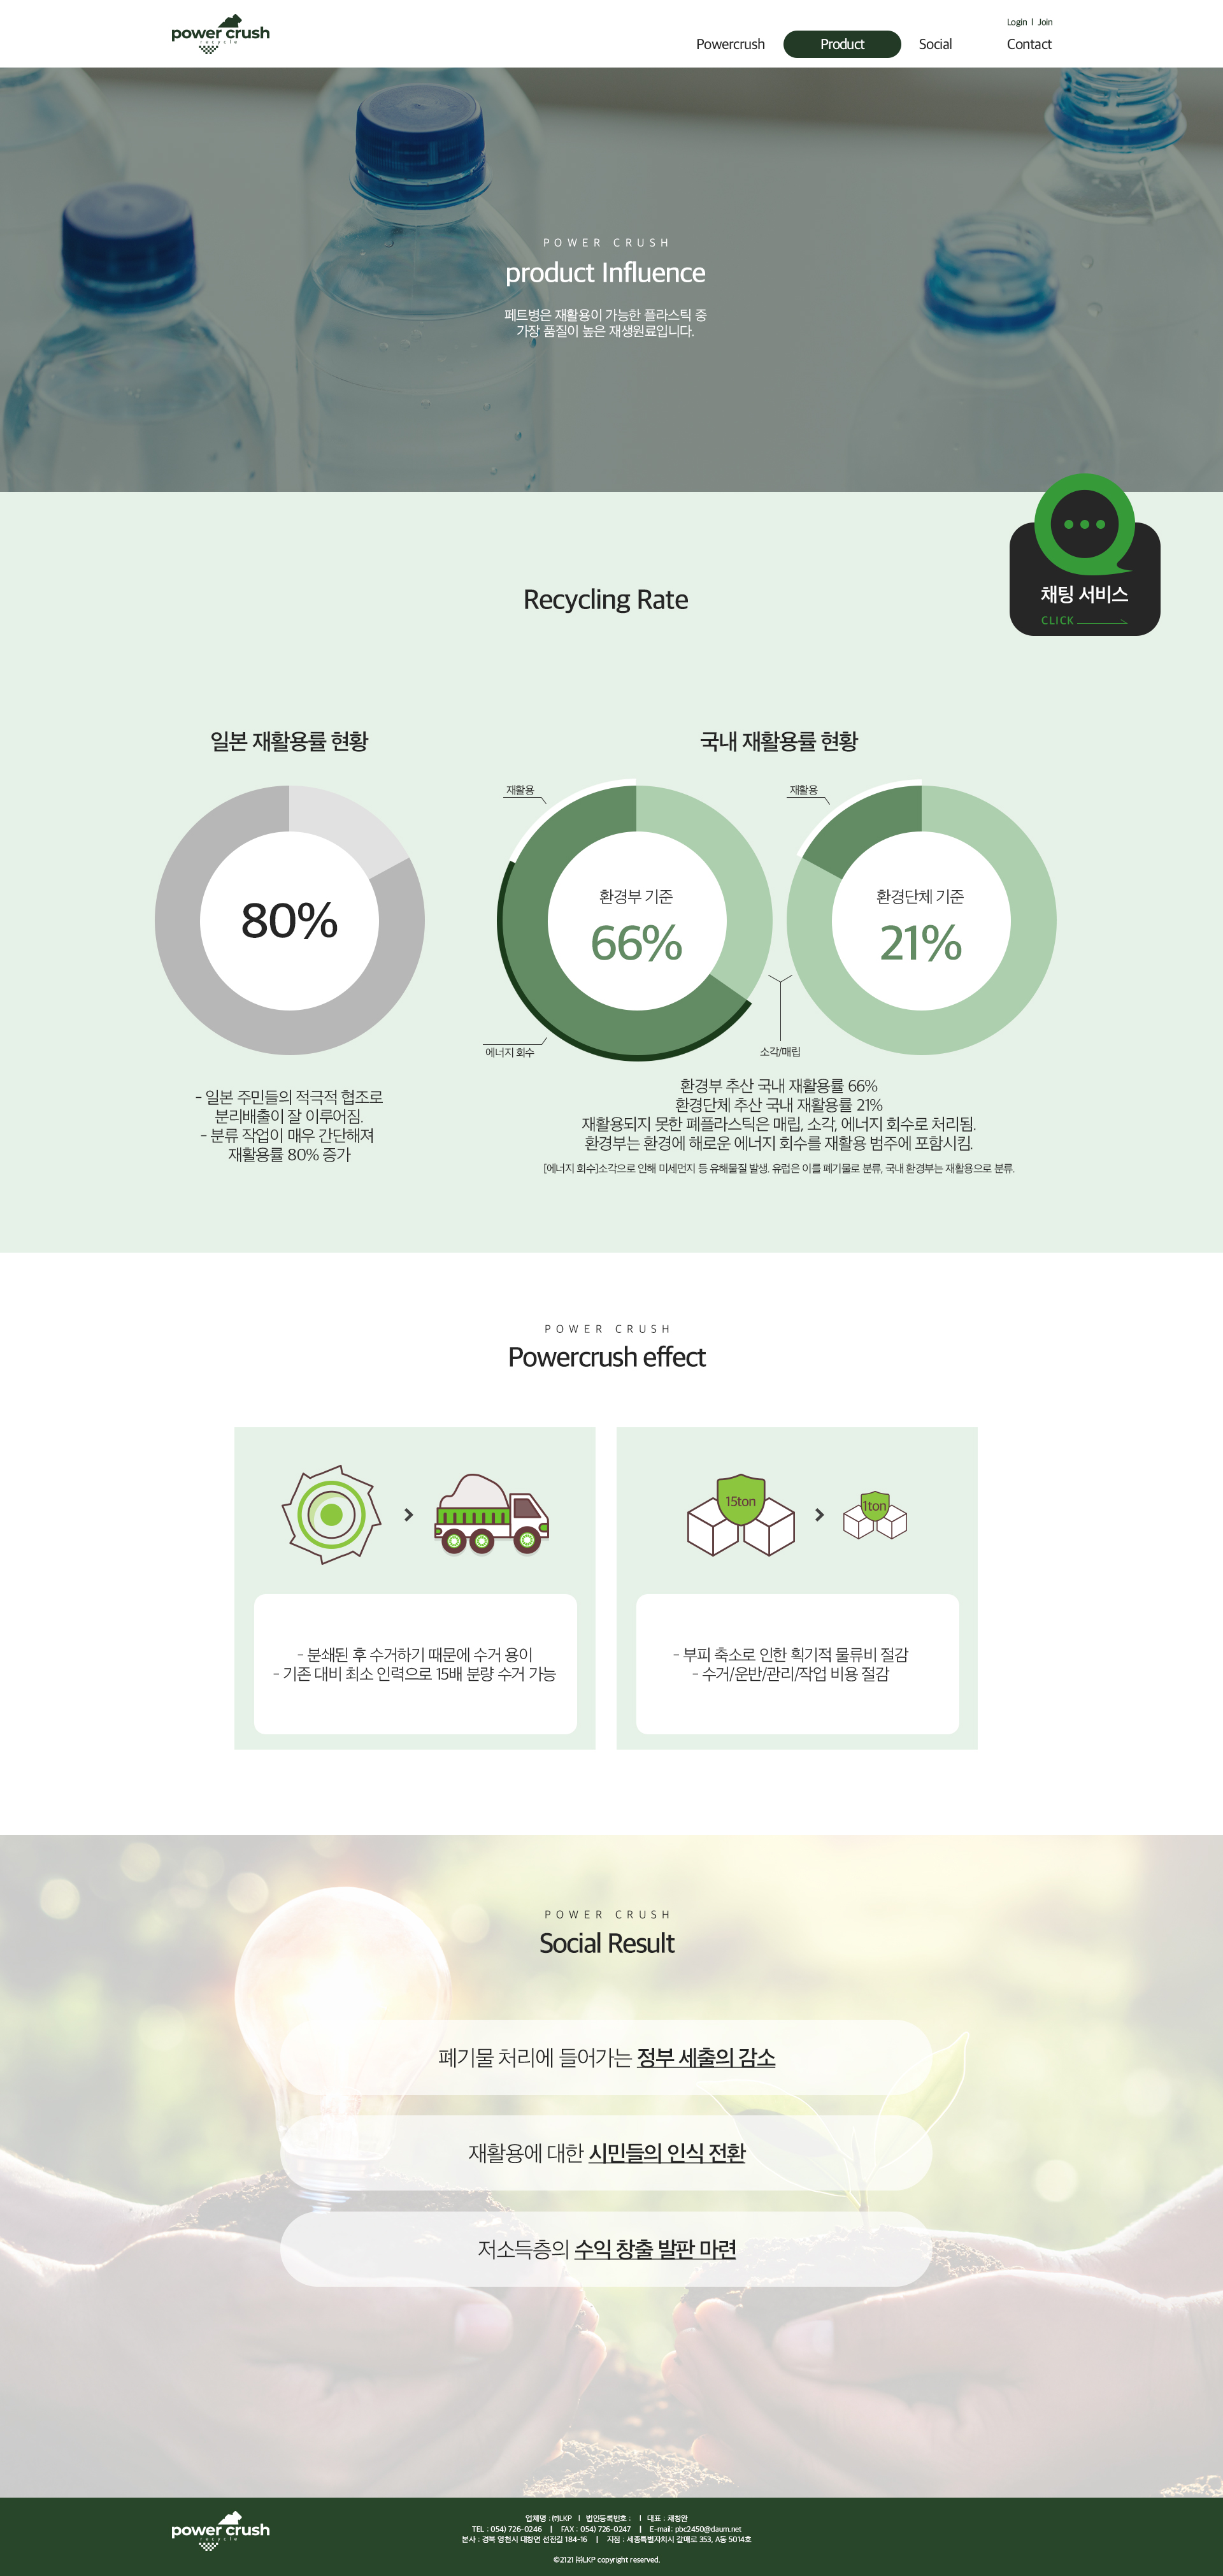 power crush
recycle
Login | Join
Powercrush
Product
Social
Contact
POWER CRUSH
product Influence
페트병은 재활용이 가능한 플라스틱 중
가장 품질이 높은 재생원료입니다.
채팅 서비스
CLICK
Recycling Rate
일본 재활용률 현황
80%
- 일본 주민들의 적극적 협조로
분리배출이 잘 이루어짐.
- 분류 작업이 매우 간단해져
재활용률 80% 증가
국내 재활용률 현황
재활용
환경부 기준
66%
에너지 회수
재활용
환경단체 기준
21%
소각/매립
환경부 추산 국내 재활용률 66%
환경단체 추산 국내 재활용률 21%
재활용되지 못한 폐플라스틱은 매립, 소각, 에너지 회수로 처리됨.
환경부는 환경에 해로운 에너지 회수를 재활용 범주에 포함시킴.
[에너지 회수]소각으로 인해 미세먼지 등 유해물질 발생. 유럽은 이를 폐기물로 분류, 국내 환경부는 재활용으로 분류.
POWER CRUSH
Powercrush effect
- 분쇄된 후 수거하기 때문에 수거 용이
- 기존 대비 최소 인력으로 15배 분량 수거 가능
15ton
1ton
- 부피 축소로 인한 획기적 물류비 절감
- 수거/운반/관리/작업 비용 절감
POWER CRUSH
Social Result
폐기물 처리에 들어가는 정부 세출의 감소
재활용에 대한 시민들의 인식 전환
저소득층의 수익 창출 발판 마련
power crush
recycle
업체명 : ㈜LKP | 법인등록번호 : | 대표 : 채창완
TEL : 054) 726-0246 | FAX : 054) 726-0247 | E-mail: pbc2450@daum.net
본사 : 경북 영천시 대창면 선전길 184-16 | 지점 : 세종특별자치시 갈매로 353, A동 5014호
©2121 ㈜LKP copyright reserved.